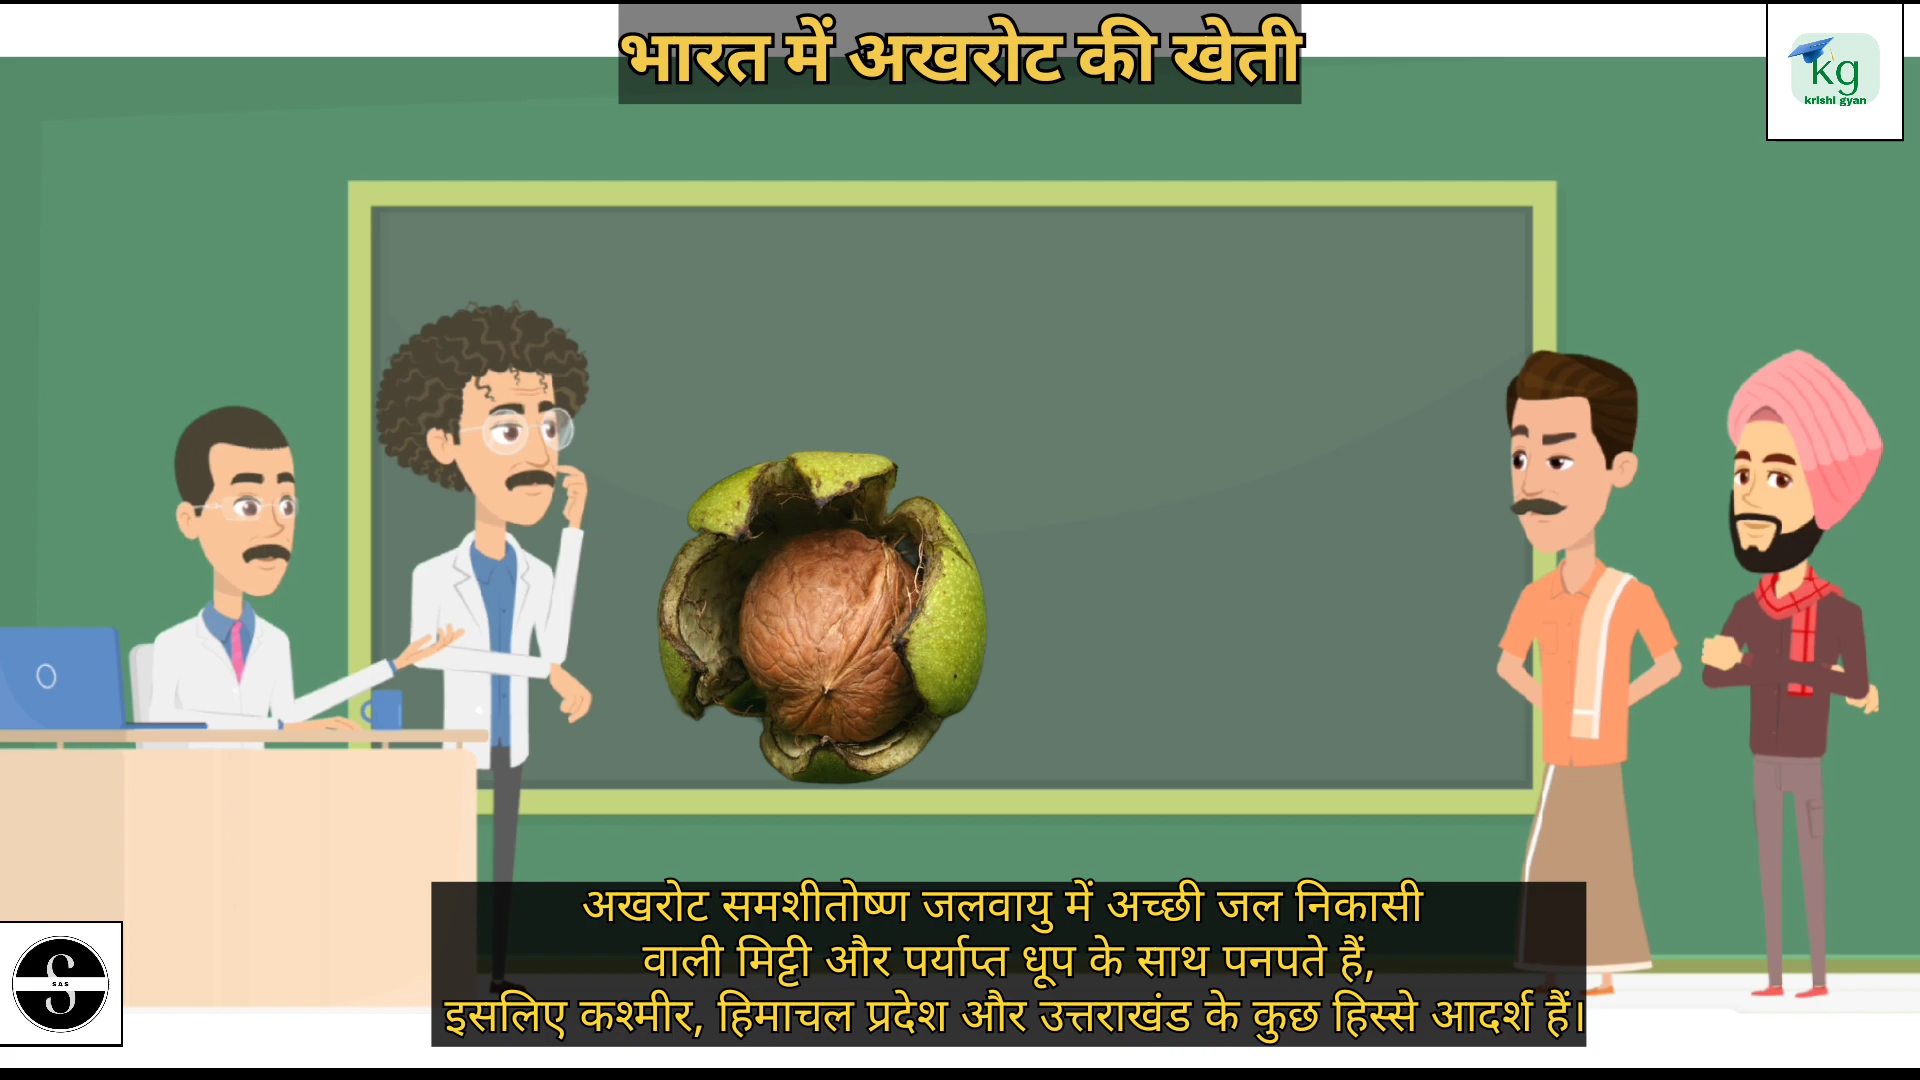 भारत में अखरोट की खेती
kg
krishi gyan
अखरोट समशीतोष्ण जलवायु में अच्छी जल निकासी
वाली मिट्टी और पर्याप्त धूप के साथ पनपते हैं,
इसलिए कश्मीर, हिमाचल प्रदेश और उत्तराखंड के कुछ हिस्से आदर्श हैं।
S
SAS